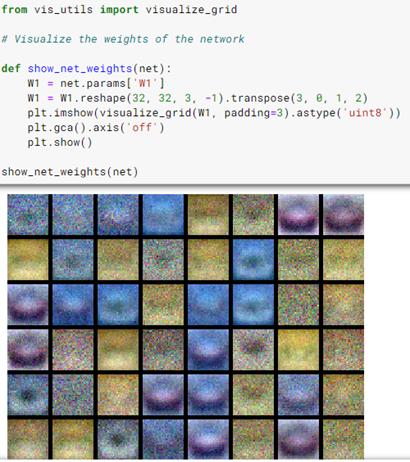 from vis_utils import visualize_grid
# Visualize the weights of the network
def show_net_weights(net):
    W1 = net.params['W1']
    W1 = W1.reshape(32, 32, 3, -1).transpose(3, 0, 1, 2)
    plt.imshow(visualize_grid(W1, padding=3).astype('uint8'))
    plt.gca().axis('off')
    plt.show()
show_net_weights(net)